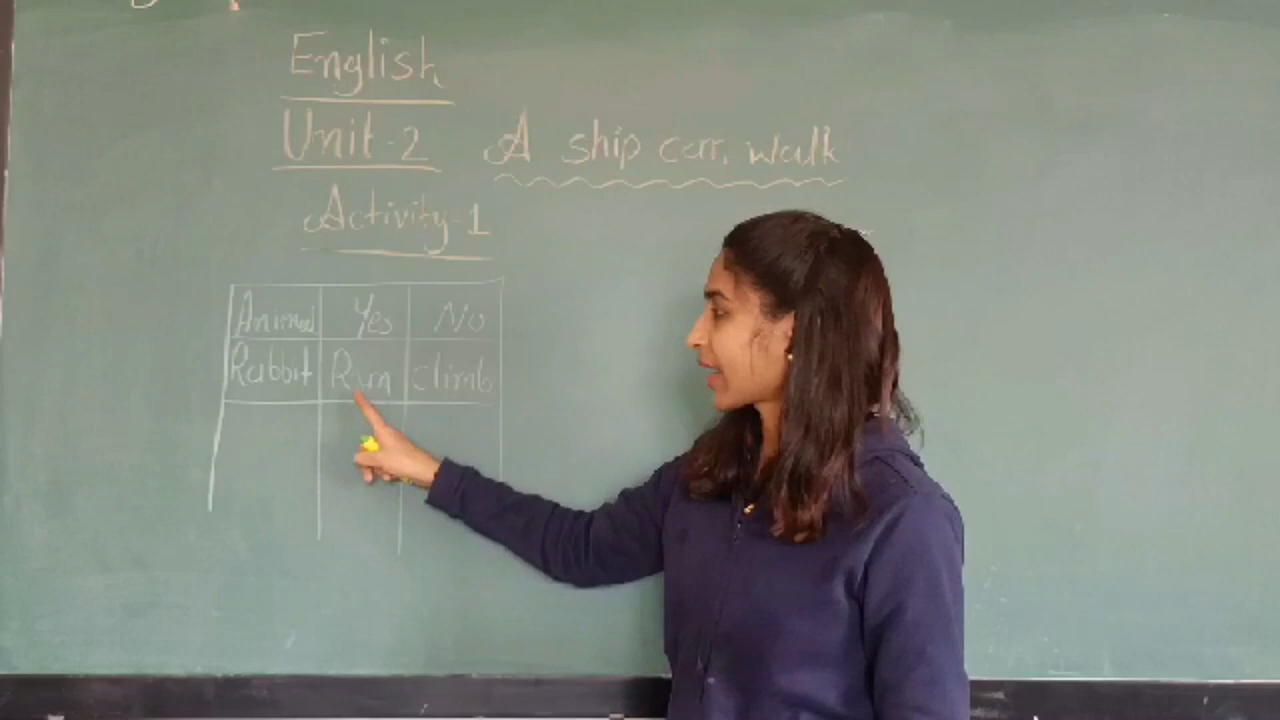 English
Unit-2 A ship can walk
Activity-1
Animal Yes No
Rabbit Run climb